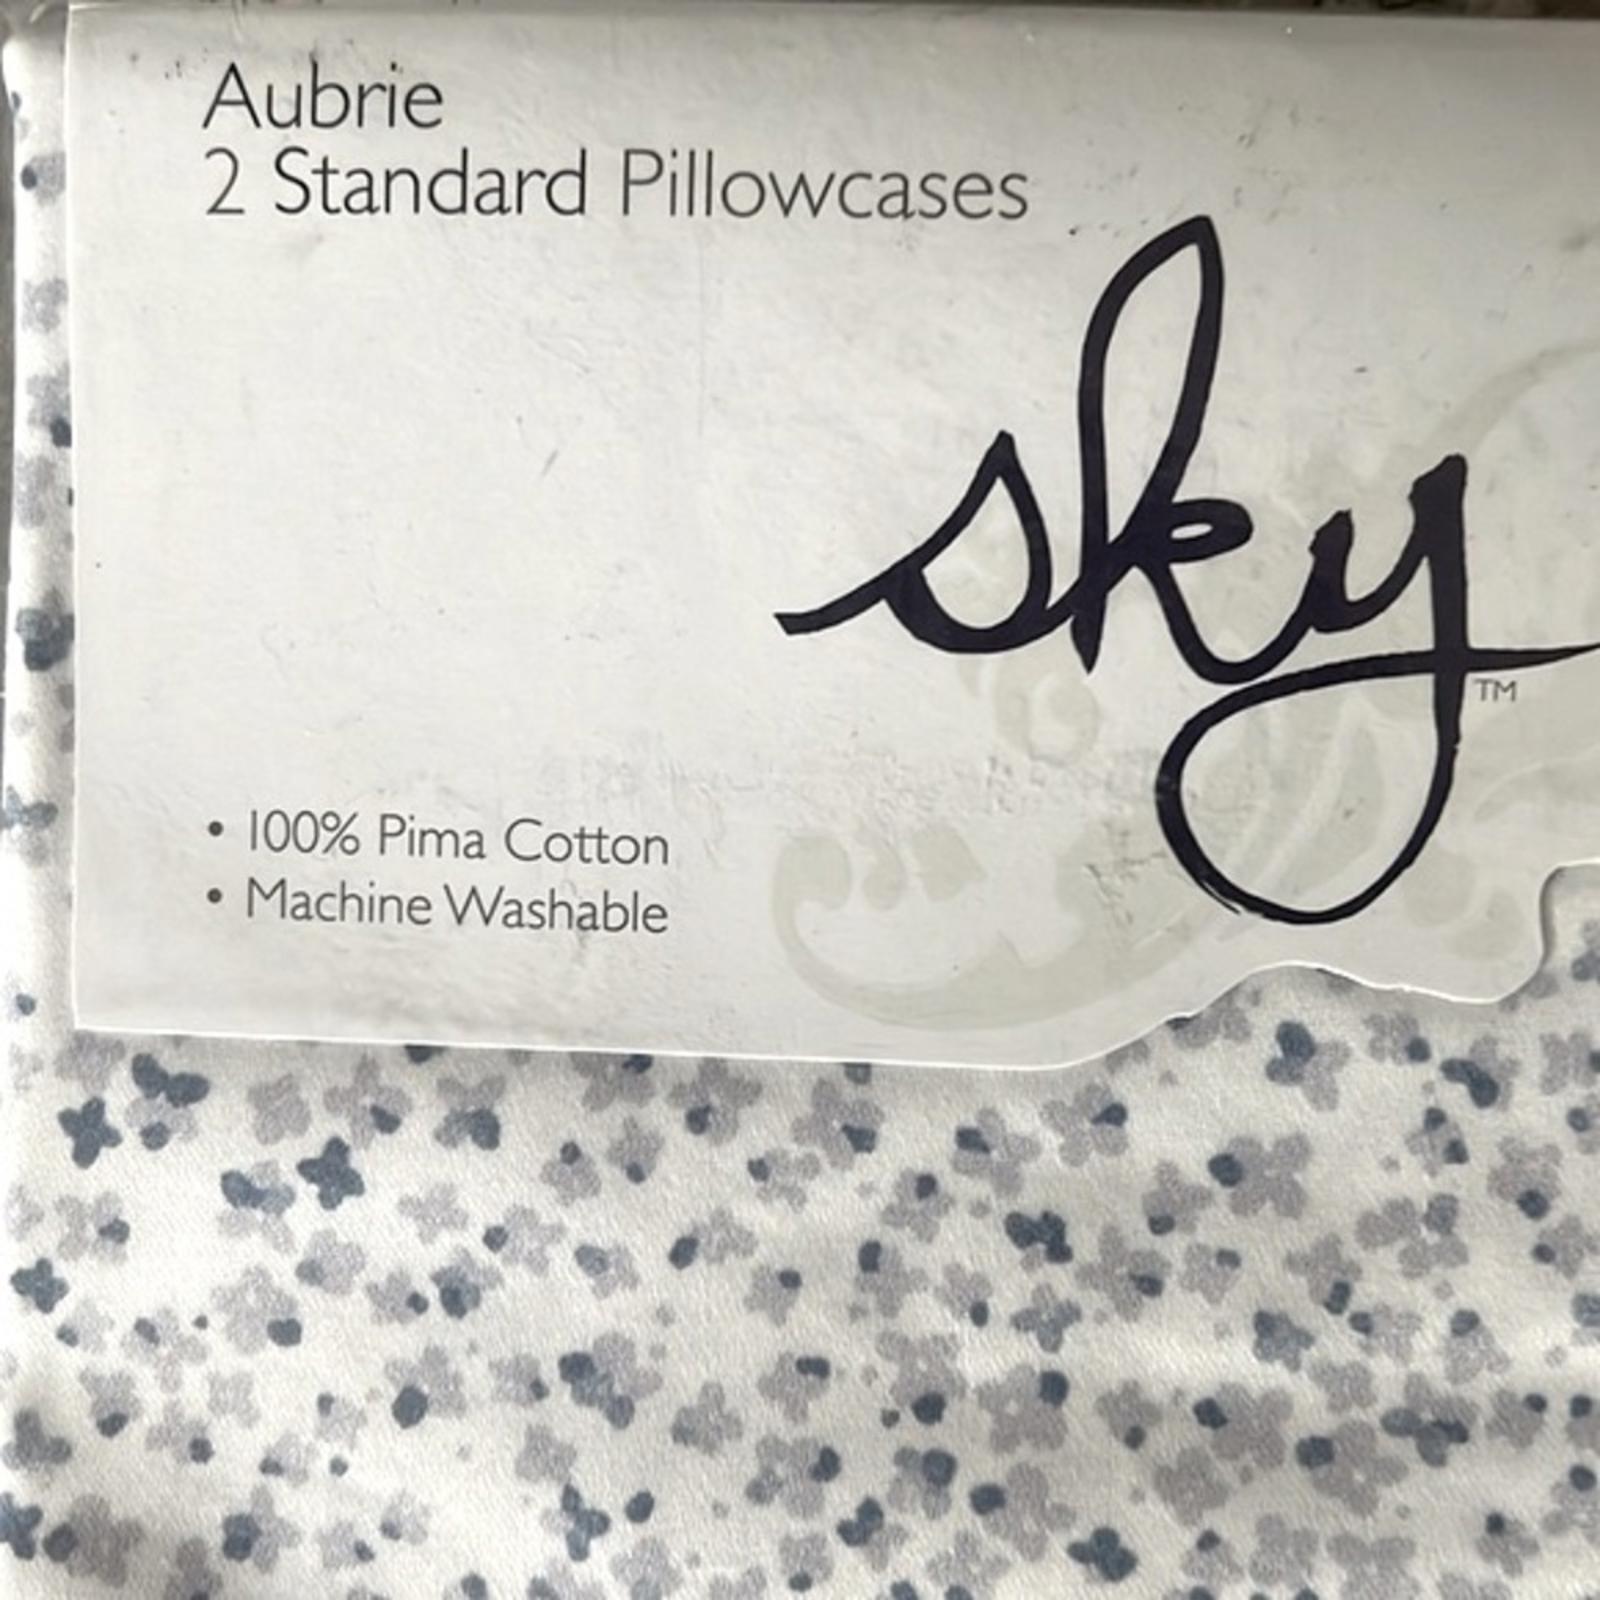 Aubrie
2 Standard Pillowcases
sky
TM
• 100% Pima Cotton
• Machine Washable